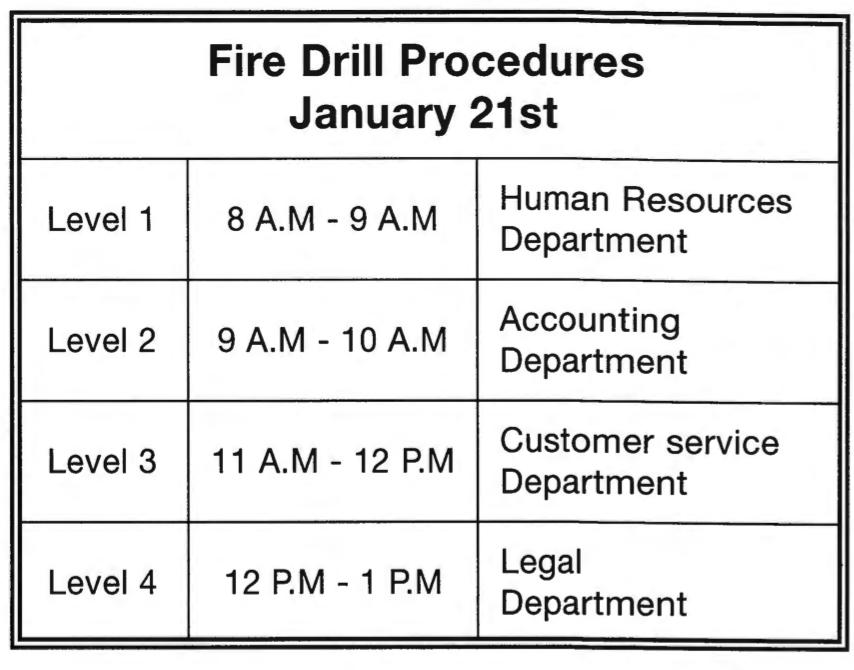 Fire Drill Procedures
January 21st
Level 1
8 A.M - 9 A.M
Human Resources
Department
Level 2
9 A.M - 10 A.M
Accounting
Department
Level 3
11 A.M - 12 P.M
Customer service
Department
Level 4
12 P.M - 1 P.M
Legal
Department